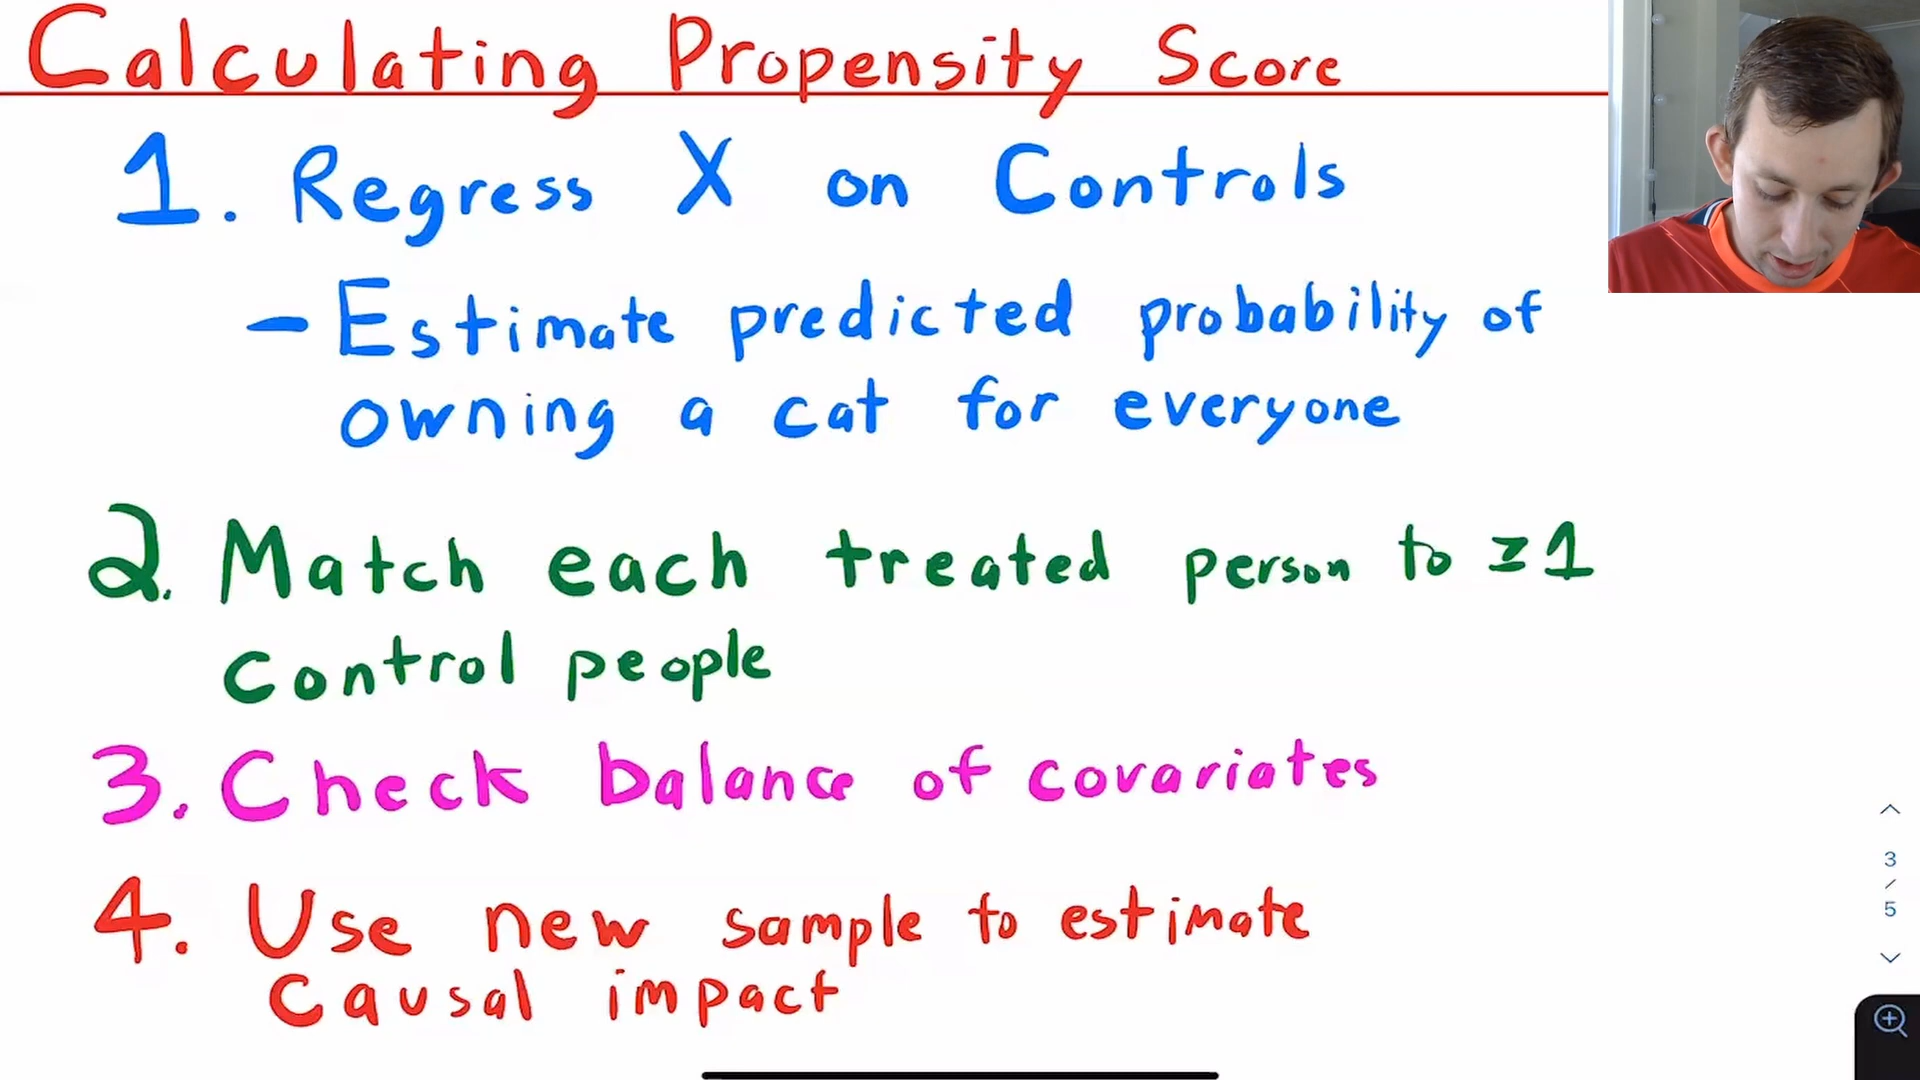 Calculating Propensity Score
1. Regress X on Controls
- Estimate predicted probability of
owning a cat for everyone
2. Match each treated person to ≥1
Control people
3. Check balance of covariates
4. Use new sample to estimate
Causal impact
3
/
5